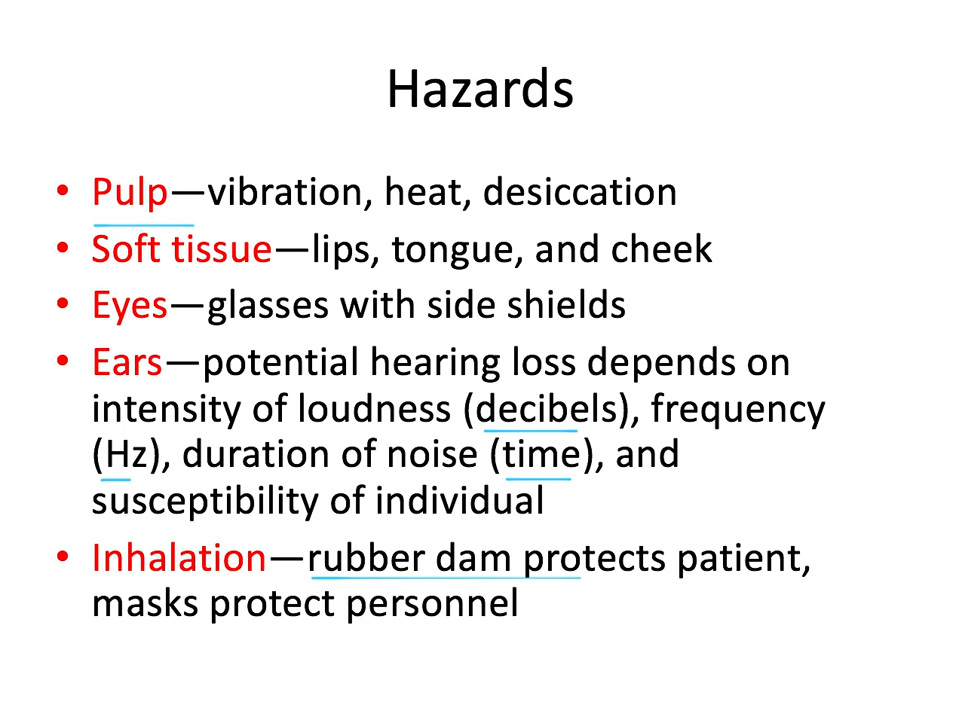 Hazards
• Pulp—vibration, heat, desiccation
• Soft tissue—lips, tongue, and cheek
• Eyes—glasses with side shields
• Ears—potential hearing loss depends on
intensity of loudness (decibels), frequency
(Hz), duration of noise (time), and
susceptibility of individual
• Inhalation—rubber dam protects patient,
masks protect personnel